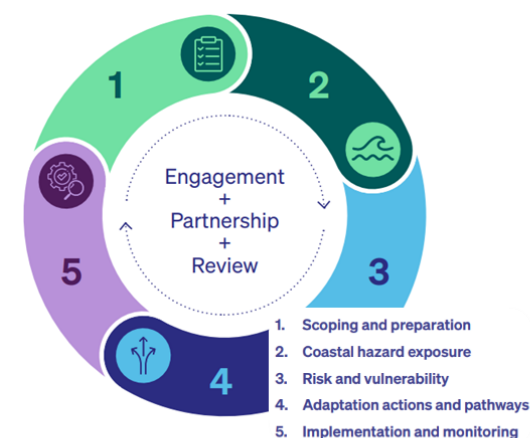 1
2
Engagement
+
Partnership
+
Review
5
3
4
1. Scoping and preparation
2. Coastal hazard exposure
3. Risk and vulnerability
4. Adaptation actions and pathways
5. Implementation and monitoring